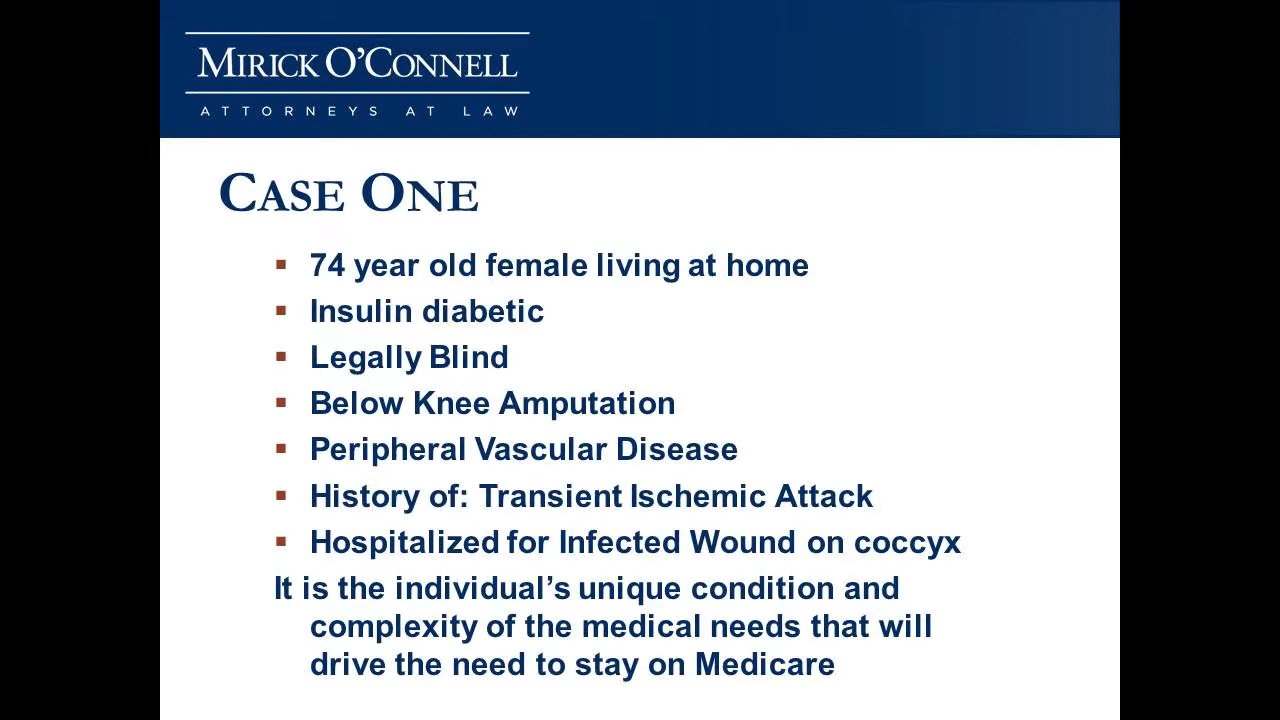 MIRICK O'CONNELL
ATTORNEYS AT LAW
CASE ONE
▪ 74 year old female living at home
▪ Insulin diabetic
▪ Legally Blind
▪ Below Knee Amputation
▪ Peripheral Vascular Disease
▪ History of: Transient Ischemic Attack
▪ Hospitalized for Infected Wound on coccyx
It is the individual’s unique condition and
complexity of the medical needs that will
drive the need to stay on Medicare